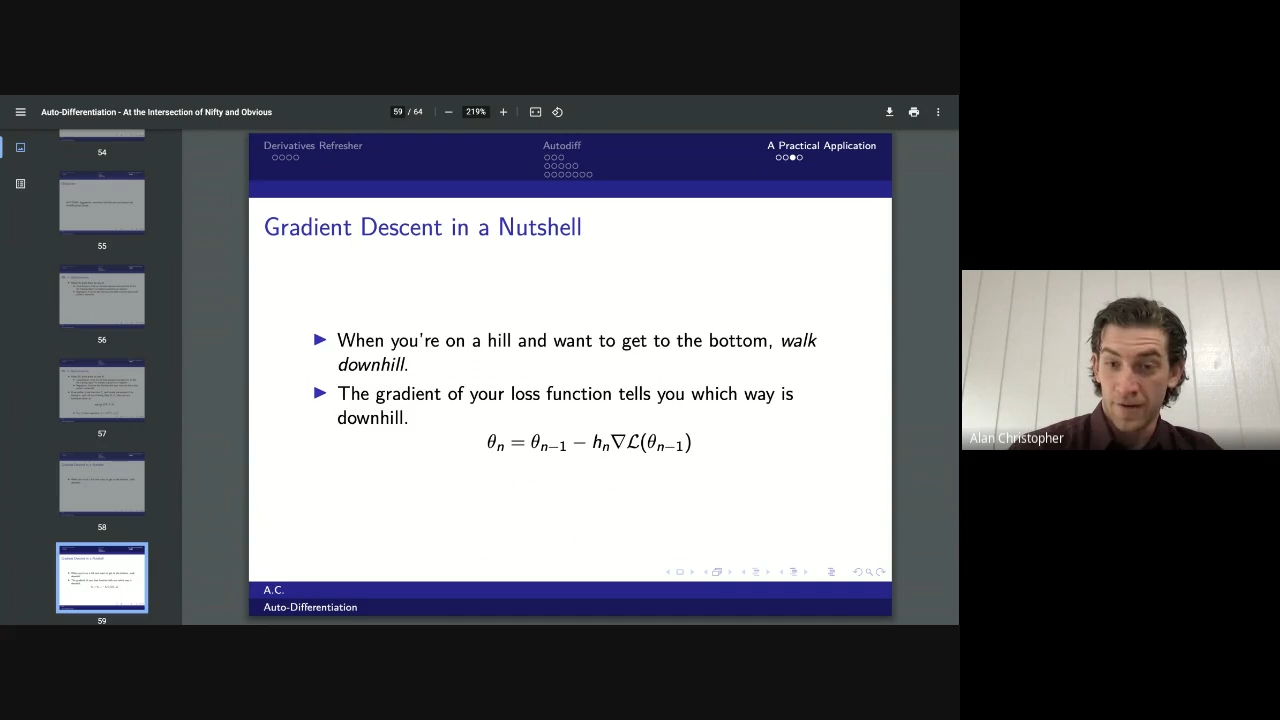 Auto-Differentiation - At the Intersection of Nifty and Obvious
59 / 64
219%
54
55
56
57
58
59
Derivatives Refresher
Autodiff
A Practical Application
Gradient Descent in a Nutshell
When you're on a hill and want to get to the bottom, walk
downhill.
The gradient of your loss function tells you which way is
downhill.
θₙ = θₙ₋₁ − hₙ∇ℒ(θₙ₋₁)
A.C.
Auto-Differentiation
Alan Christopher